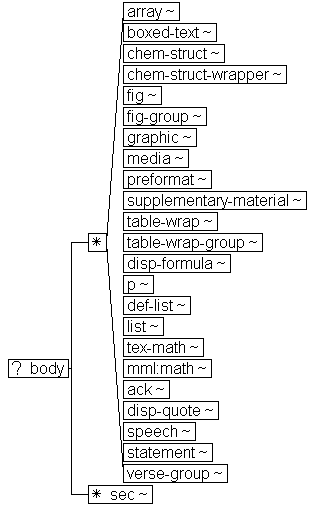 array ~
boxed-text ~
chem-struct ~
chem-struct-wrapper ~
fig ~
fig-group ~
graphic ~
media ~
preformat ~
supplementary-material ~
table-wrap ~
* table-wrap-group ~
disp-formula ~
p ~
def-list ~
list ~
tex-math ~
? body mml:math ~
ack ~
disp-quote ~
speech ~
statement ~
verse-group ~
* sec ~